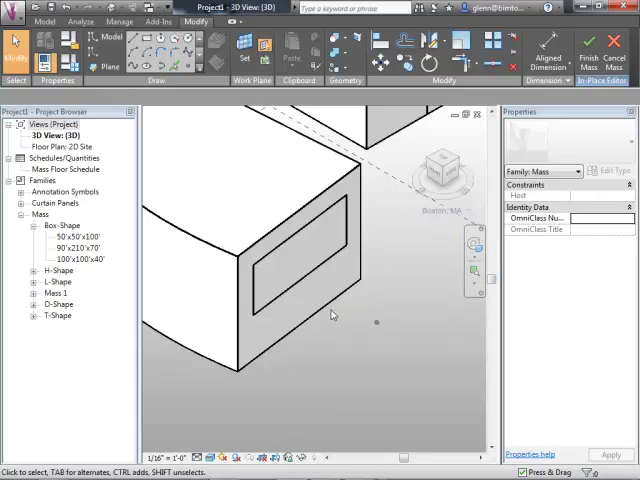 Project1 - 3D View: {3D}
Type a keyword or phrase
glenn@bimto...
Model
Analyze
Manage
Add-Ins
Modify
Modify
Model
Plane
Set
Aligned
Dimension
Finish
Mass
Cancel
Mass
Select
Properties
Draw
Work Plane
Clipboard
Geometry
Modify
Dimension
In-Place Editor
Project1 - Project Browser
Views (Project)
3D View: {3D}
Floor Plan: 2D Site
Schedules/Quantities
Mass Floor Schedule
Families
Annotation Symbols
Curtain Panels
Mass
Box-Shape
50'x50'x100'
90'x210'x70'
100'x100'x40'
H-Shape
L-Shape
Mass 1
O-Shape
T-Shape
Boston, MA
Properties
Family: Mass
Edit Type
Constraints
Host
Identity Data
OmniClass Nu...
OmniClass Title
Properties help
Apply
1/16" = 1'-0"
Click to select, TAB for alternates, CTRL adds, SHIFT unselects.
Press & Drag
:0